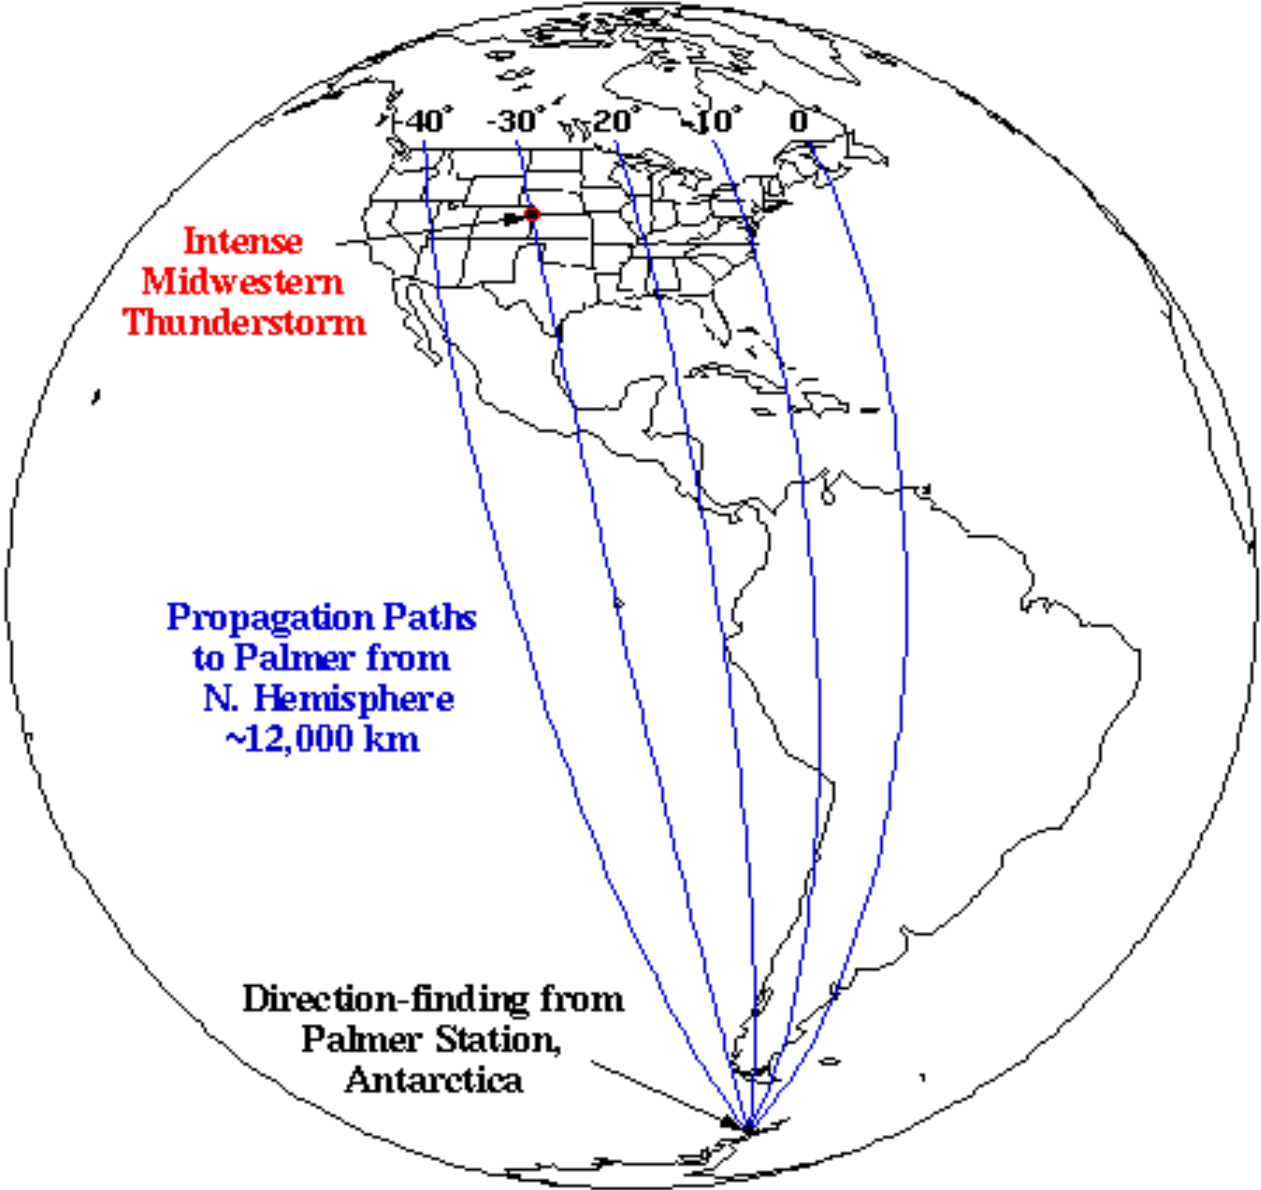 -40° -30° -20° -10° 0°
Intense
Midwestern
Thunderstorm
Propagation Paths
to Palmer from
N. Hemisphere
~12,000 km
Direction-finding from
Palmer Station,
Antarctica